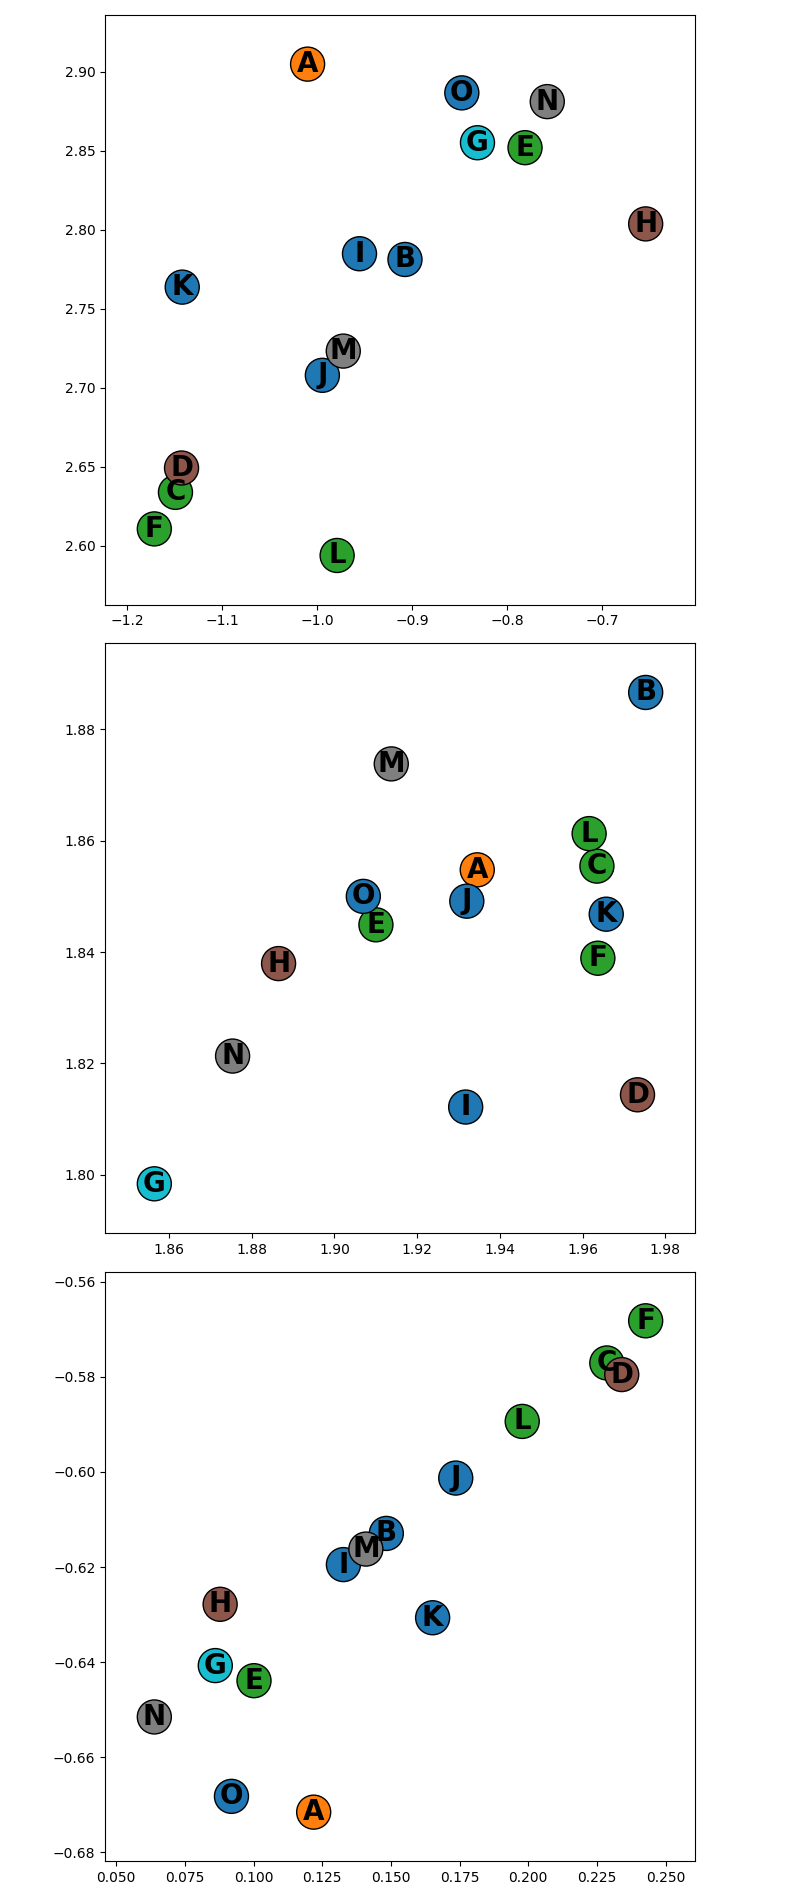 2.90
2.85
2.80
2.75
2.70
2.65
2.60
A
O
N
G
E
H
I
B
K
M
J
D
C
F
L
−1.2 −1.1 −1.0 −0.9 −0.8 −0.7
1.88
1.86
1.84
1.82
1.80
B
M
L
A
C
O
J
K
E
F
H
N
D
I
G
1.86 1.88 1.90 1.92 1.94 1.96 1.98
−0.56
−0.58
−0.60
−0.62
−0.64
−0.66
−0.68
F
C
D
L
J
B
M
I
H
K
G
E
N
O
A
0.050 0.075 0.100 0.125 0.150 0.175 0.200 0.225 0.250